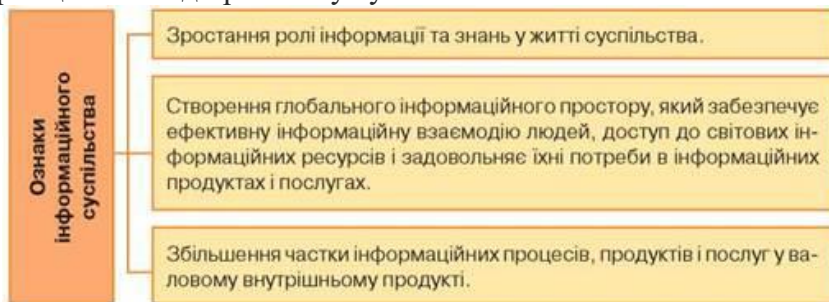 Ознаки
інформаційного
суспільства
Зростання ролі інформації та знань у житті суспільства.
Створення глобального інформаційного простору, який забезпечує
ефективну інформаційну взаємодію людей, доступ до світових ін-
формаційних ресурсів і задовольняє їхні потреби в інформаційних
продуктах і послугах.
Збільшення частки інформаційних процесів, продуктів і послуг у ва-
ловому внутрішньому продукті.